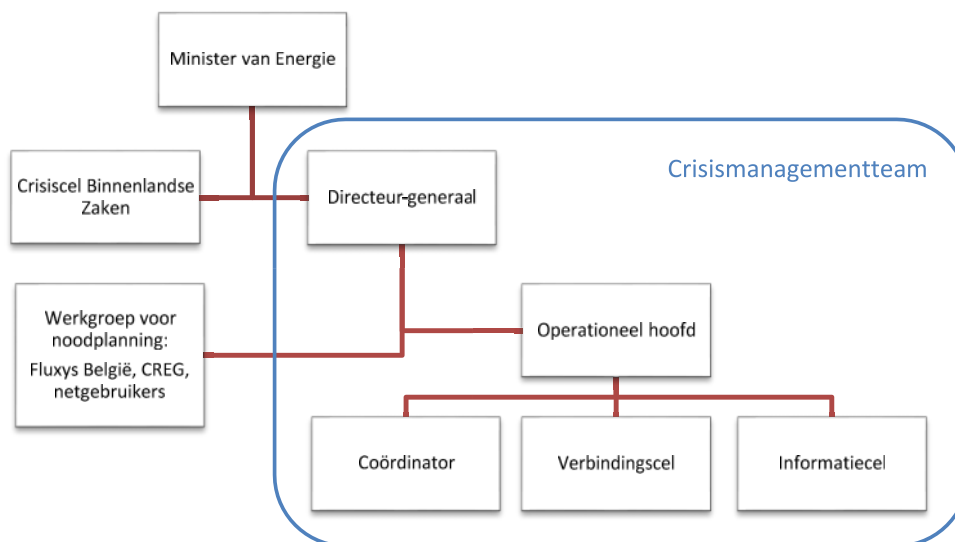 Minister van Energie
Crisismanagementteam
Crisiscel Binnenlandse
Zaken
Directeur-generaal
Werkgroep voor
noodplanning:
Fluxys België, CREG,
netgebruikers
Operationeel hoofd
Coördinator
Verbindingscel
Informatiecel